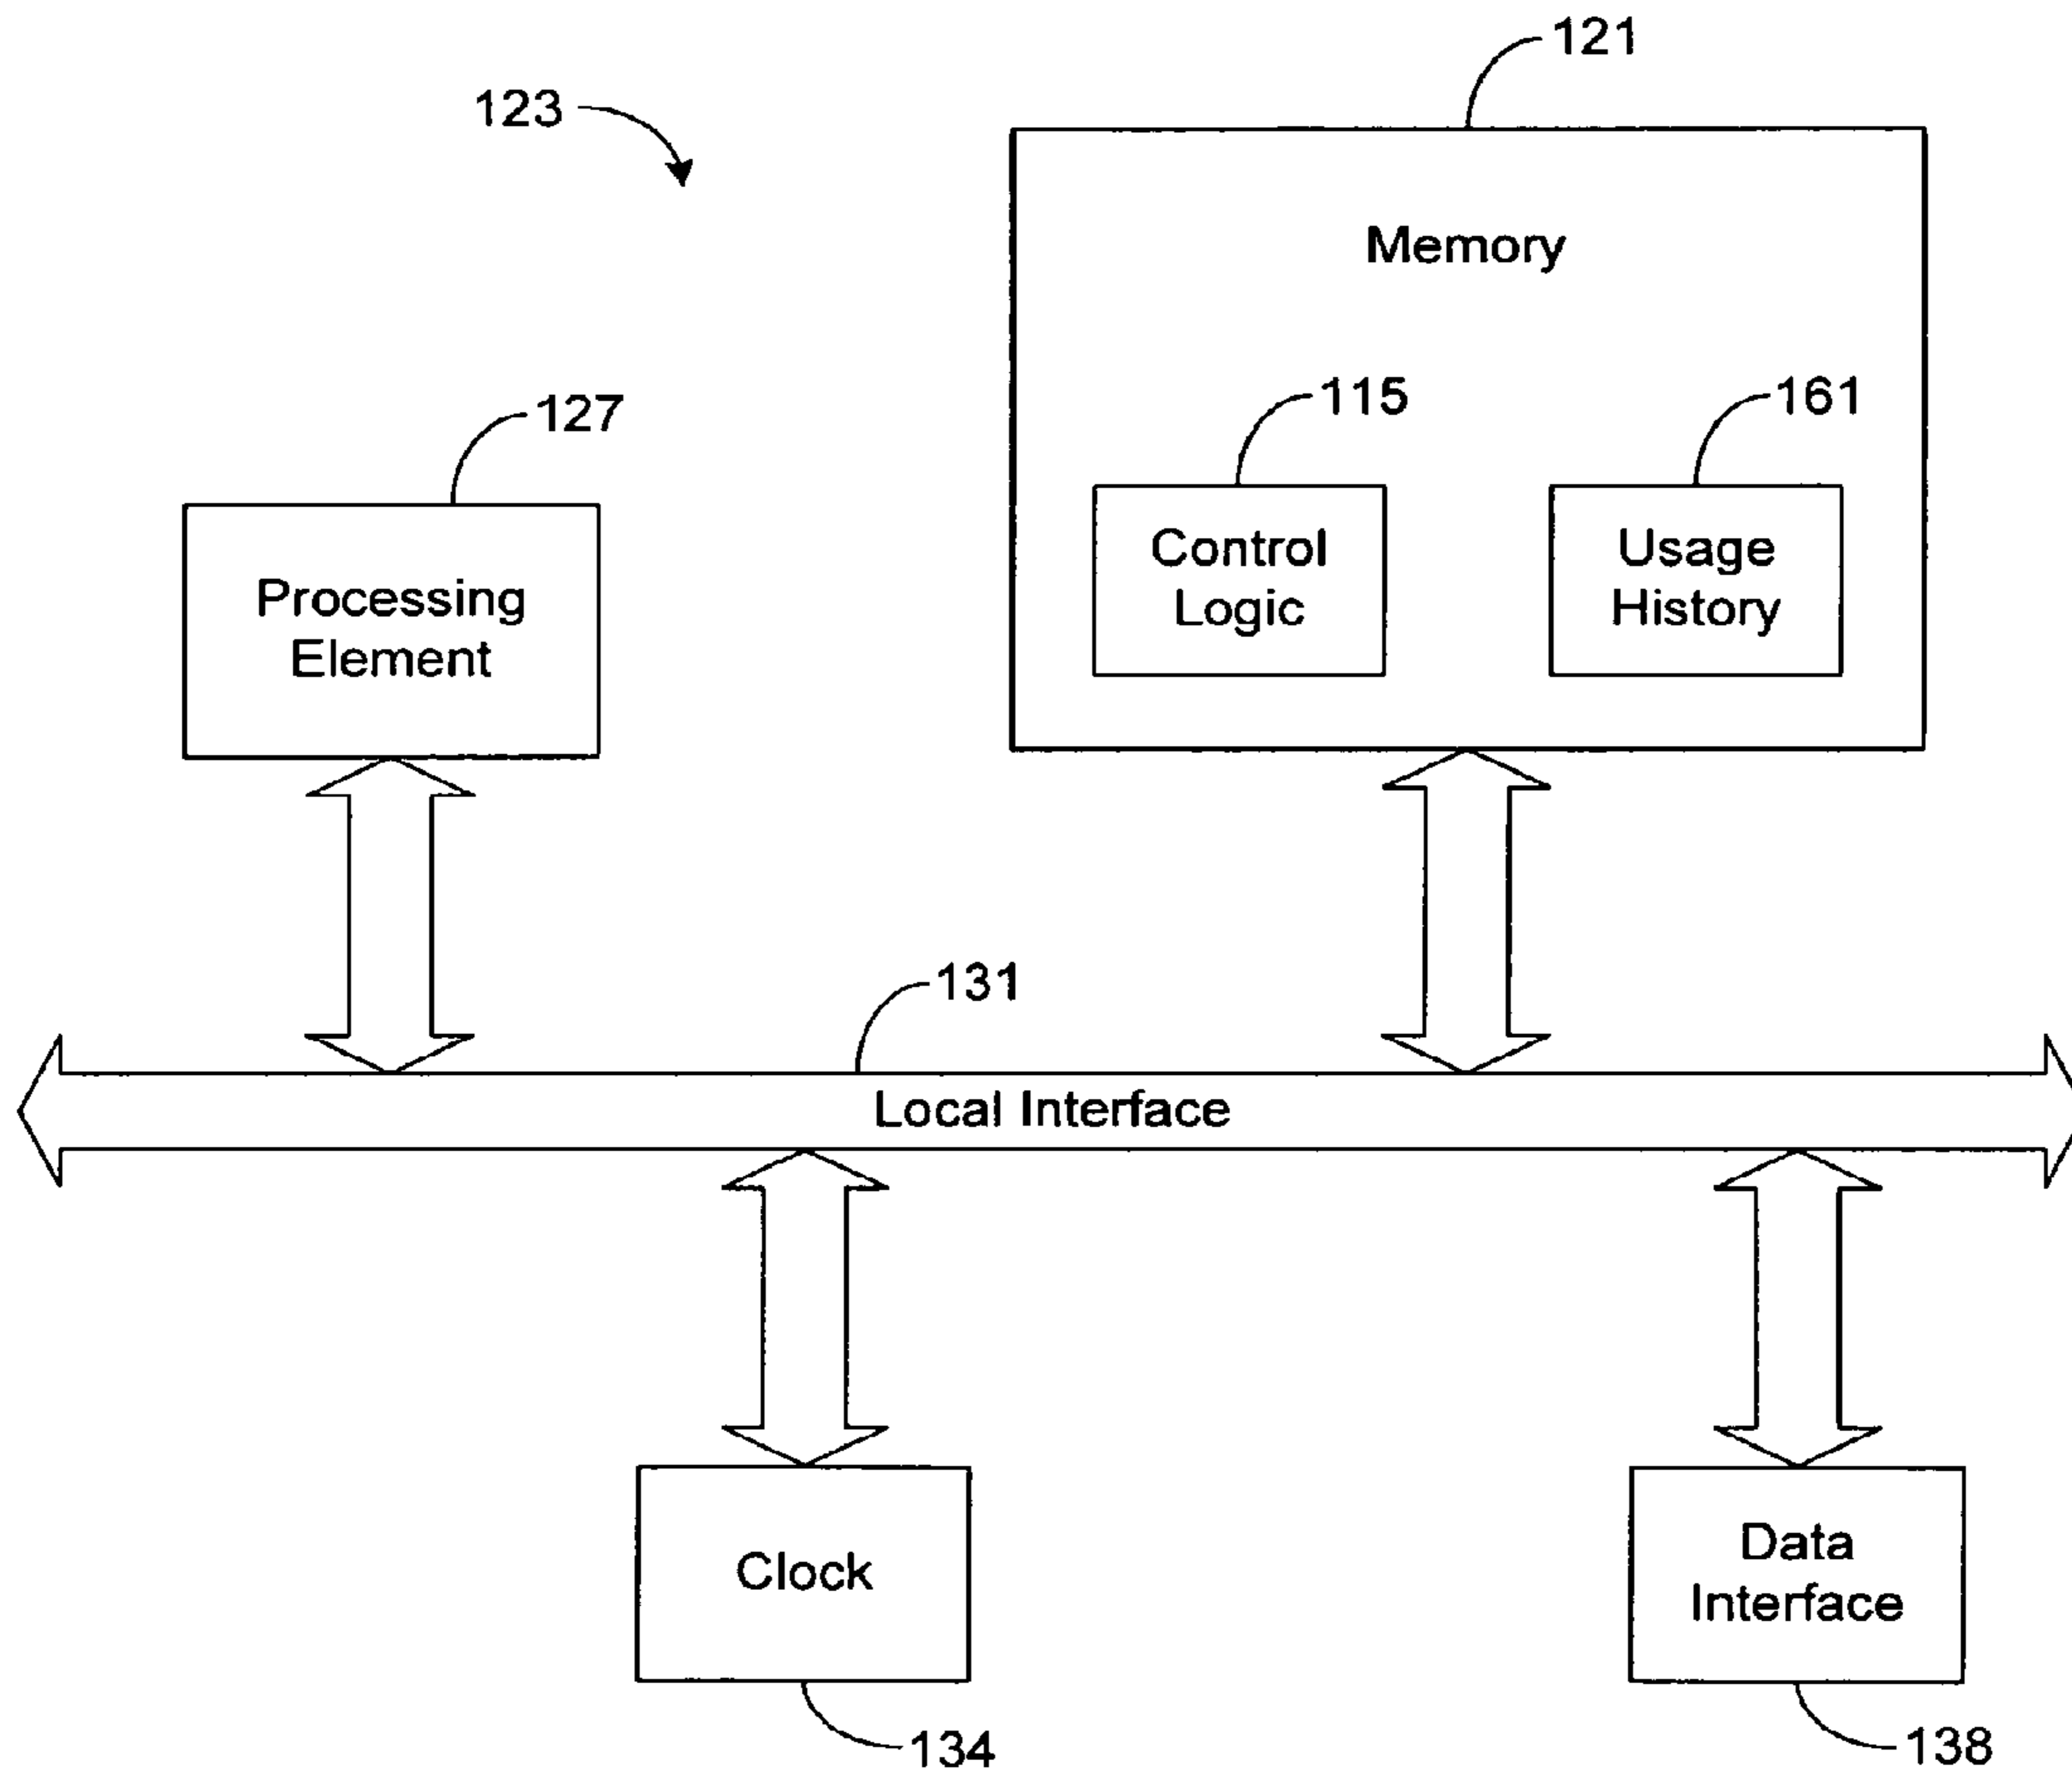 121
123
Memory
115
161
127
Control
Logic
Usage
History
Processing
Element
131
Local Interface
Clock
Data
Interface
134
138